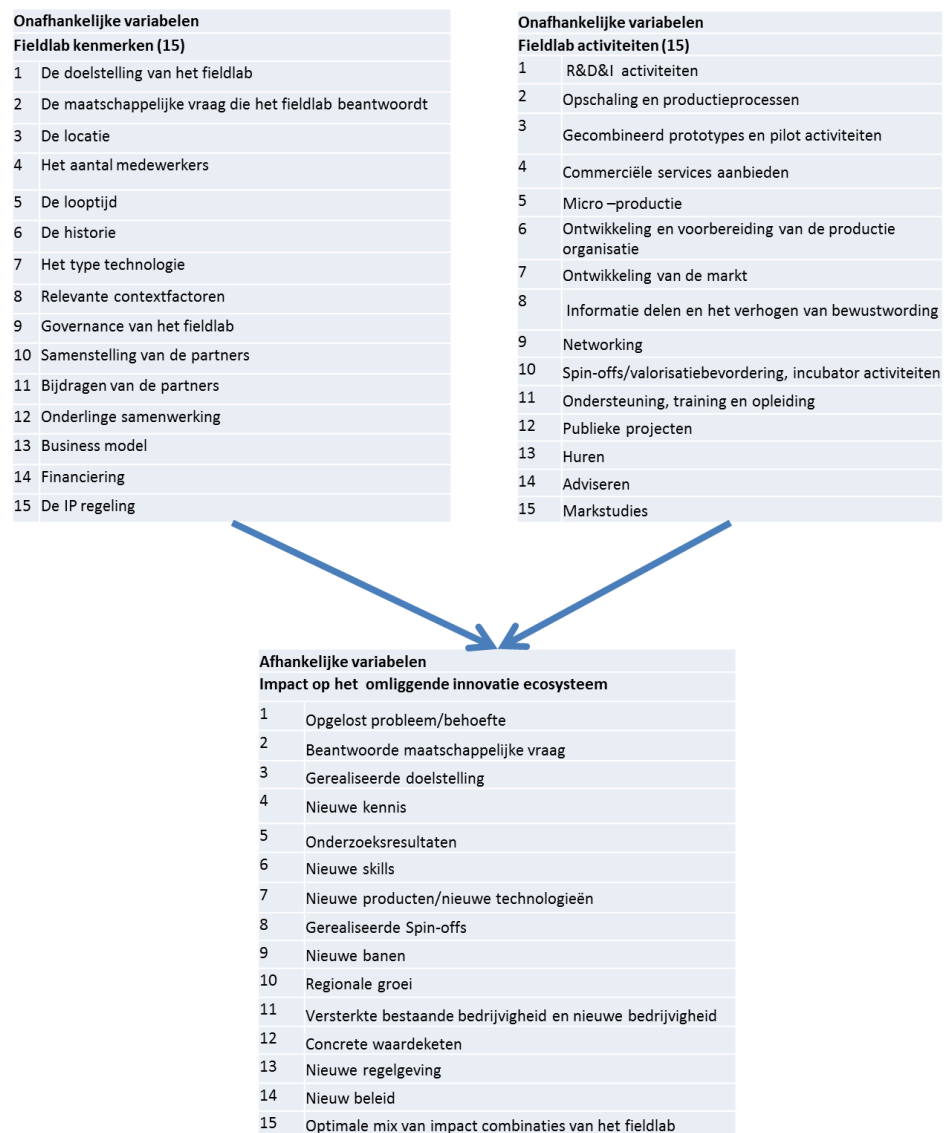 Onafhankelijke variabelen
Fieldlab kenmerken (15)
1 De doelstelling van het fieldlab
2 De maatschappelijke vraag die het fieldlab beantwoordt
3 De locatie
4 Het aantal medewerkers
5 De looptijd
6 De historie
7 Het type technologie
8 Relevante contextfactoren
9 Governance van het fieldlab
10 Samenstelling van de partners
11 Bijdragen van de partners
12 Onderlinge samenwerking
13 Business model
14 Financiering
15 De IP regeling
Onafhankelijke variabelen
Fieldlab activiteiten (15)
1 R&D&I activiteiten
2 Opschaling en productieprocessen
3 Gecombineerd prototypes en pilot activiteiten
4 Commerciële services aanbieden
5 Micro –productie
6 Ontwikkeling en voorbereiding van de productie
organisatie
7 Ontwikkeling van de markt
8 Informatie delen en het verhogen van bewustwording
9 Networking
10 Spin-offs/valorisatiebevordering, incubator activiteiten
11 Ondersteuning, training en opleiding
12 Publieke projecten
13 Huren
14 Adviseren
15 Markstudies
Afhankelijke variabelen
Impact op het omliggende innovatie ecosysteem
1 Opgelost probleem/behoefte
2 Beantwoorde maatschappelijke vraag
3 Gerealiseerde doelstelling
4 Nieuwe kennis
5 Onderzoeksresultaten
6 Nieuwe skills
7 Nieuwe producten/nieuwe technologieën
8 Gerealiseerde Spin-offs
9 Nieuwe banen
10 Regionale groei
11 Versterkte bestaande bedrijvigheid en nieuwe bedrijvigheid
12 Concrete waardeketen
13 Nieuwe regelgeving
14 Nieuw beleid
15 Optimale mix van impact combinaties van het fieldlab